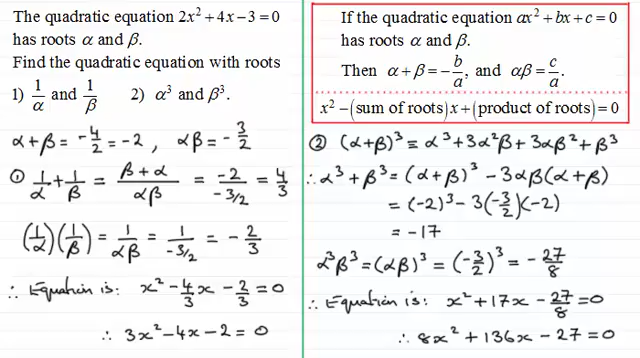 The quadratic equation 2x² + 4x − 3 = 0
has roots α and β.
Find the quadratic equation with roots
1) 1/α and 1/β 2) α³ and β³.
α + β = −4/2 = −2, αβ = −3/2
① 1/α + 1/β = (β + α)/αβ = −2/(−3/2) = 4/3
(1/α)(1/β) = 1/αβ = 1/(−3/2) = −2/3
∴ Equation is: x² − 4/3 x − 2/3 = 0
∴ 3x² − 4x − 2 = 0
If the quadratic equation ax² + bx + c = 0
has roots α and β.
Then α + β = −b/a, and αβ = c/a.
x² − (sum of roots)x + (product of roots) = 0
② (α+β)³ ≡ α³ + 3α²β + 3αβ² + β³
∴ α³ + β³ = (α+β)³ − 3αβ(α+β)
= (−2)³ − 3(−3/2)(−2)
= −17
α³β³ = (αβ)³ = (−3/2)³ = −27/8
∴ Equation is: x² + 17x − 27/8 = 0
∴ 8x² + 136x − 27 = 0